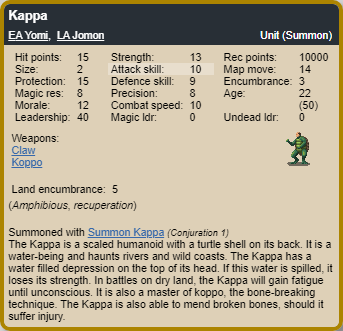 Kappa
EA Yomi, LA Jomon Unit (Summon)
Hit points: 15 Strength: 13 Rec points: 10000
Size: 2 Attack skill: 10 Map move: 14
Protection: 15 Defence skill: 9 Encumbrance: 3
Magic res: 8 Precision: 8 Age: 22
Morale: 12 Combat speed: 10 (50)
Leadership: 40 Magic ldr: 0 Undead ldr: 0
Weapons:
Claw
Koppo
Land encumbrance: 5
(Amphibious, recuperation)
Summoned with Summon Kappa (Conjuration 1)
The Kappa is a scaled humanoid with a turtle shell on its back. It is a
water-being and haunts rivers and wild coasts. The Kappa has a
water filled depression on the top of its head. If this water is spilled, it
loses its strength. In battles on dry land, the Kappa will gain fatigue
until unconscious. It is also a master of koppo, the bone-breaking
technique. The Kappa is also able to mend broken bones, should it
suffer injury.